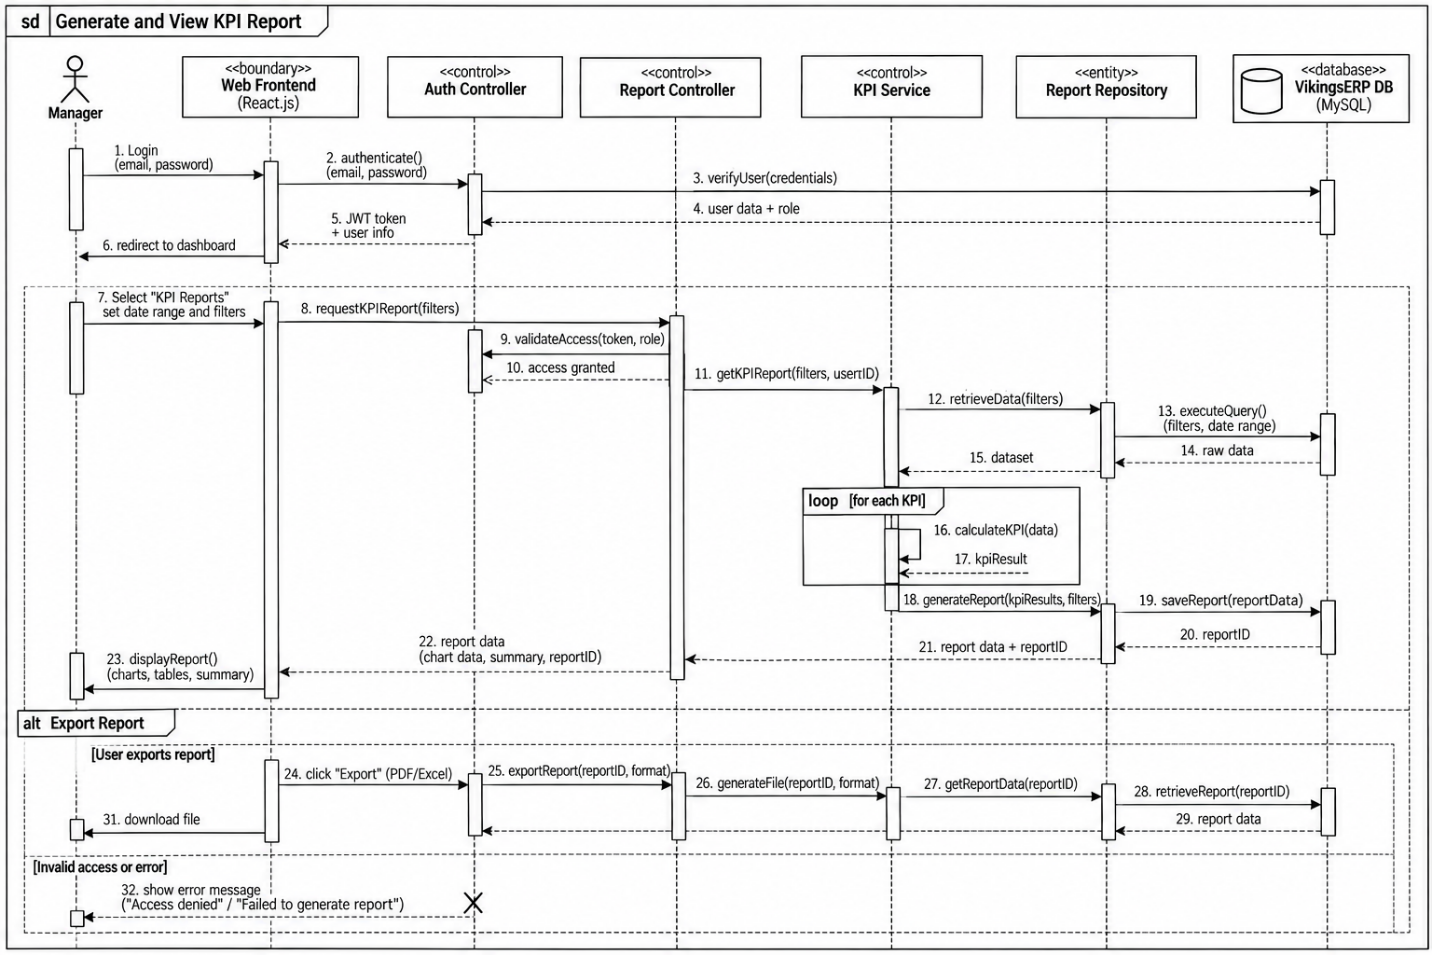 sd Generate and View KPI Report
Manager
<<boundary>>
Web Frontend
(React.js)
<<control>>
Auth Controller
<<control>>
Report Controller
<<control>>
KPI Service
<<entity>>
Report Repository
<<database>>
VikingsERP DB
(MySQL)
1. Login
(email, password)
2. authenticate()
(email, password)
3. verifyUser(credentials)
4. user data + role
5. JWT token
+ user info
6. redirect to dashboard
7. Select "KPI Reports"
set date range and filters
8. requestKPIReport(filters)
9. validateAccess(token, role)
10. access granted
11. getKPIReport(filters, userID)
12. retrieveData(filters)
13. executeQuery()
(filters, date range)
14. raw data
15. dataset
loop [for each KPI]
16. calculateKPI(data)
17. kpiResult
18. generateReport(kpiResults, filters)
19. saveReport(reportData)
20. reportID
21. report data + reportID
22. report data
(chart data, summary, reportID)
23. displayReport()
(charts, tables, summary)
alt Export Report
[User exports report]
24. click "Export" (PDF/Excel)
25. exportReport(reportID, format)
26. generateFile(reportID, format)
27. getReportData(reportID)
28. retrieveReport(reportID)
29. report data
31. download file
[Invalid access or error]
32. show error message
("Access denied" / "Failed to generate report")